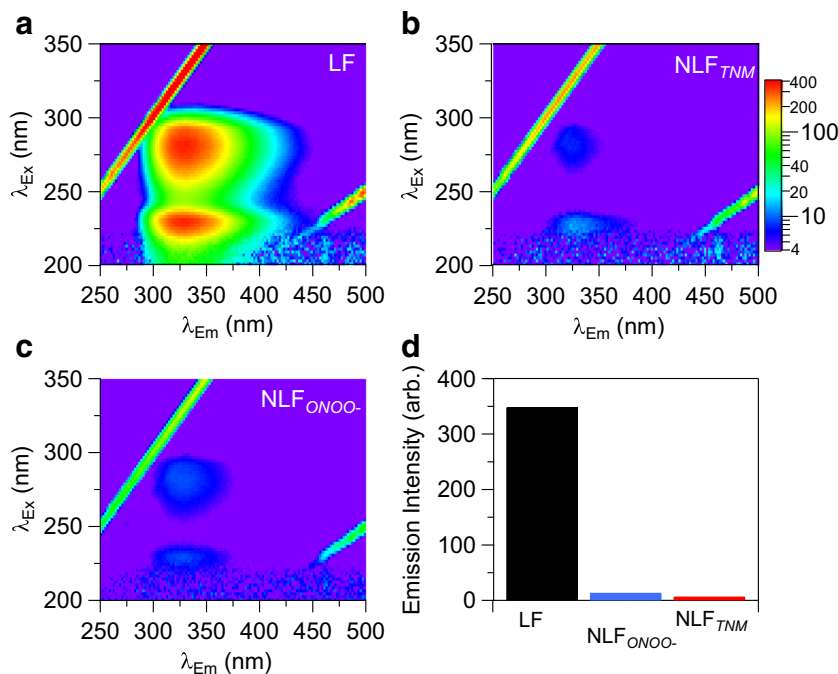 a
350
300
250
200
λEx (nm)
LF
250 300 350 400 450 500
λEm (nm)
b
350
300
250
200
λEx (nm)
NLFTNM
250 300 350 400 450 500
λEm (nm)
400
200
100
40
20
10
4
c
350
300
250
200
λEx (nm)
NLFONOO-
250 300 350 400 450 500
λEm (nm)
d
400
300
200
100
0
Emission Intensity (arb.)
LF
NLFONOO-
NLFTNM